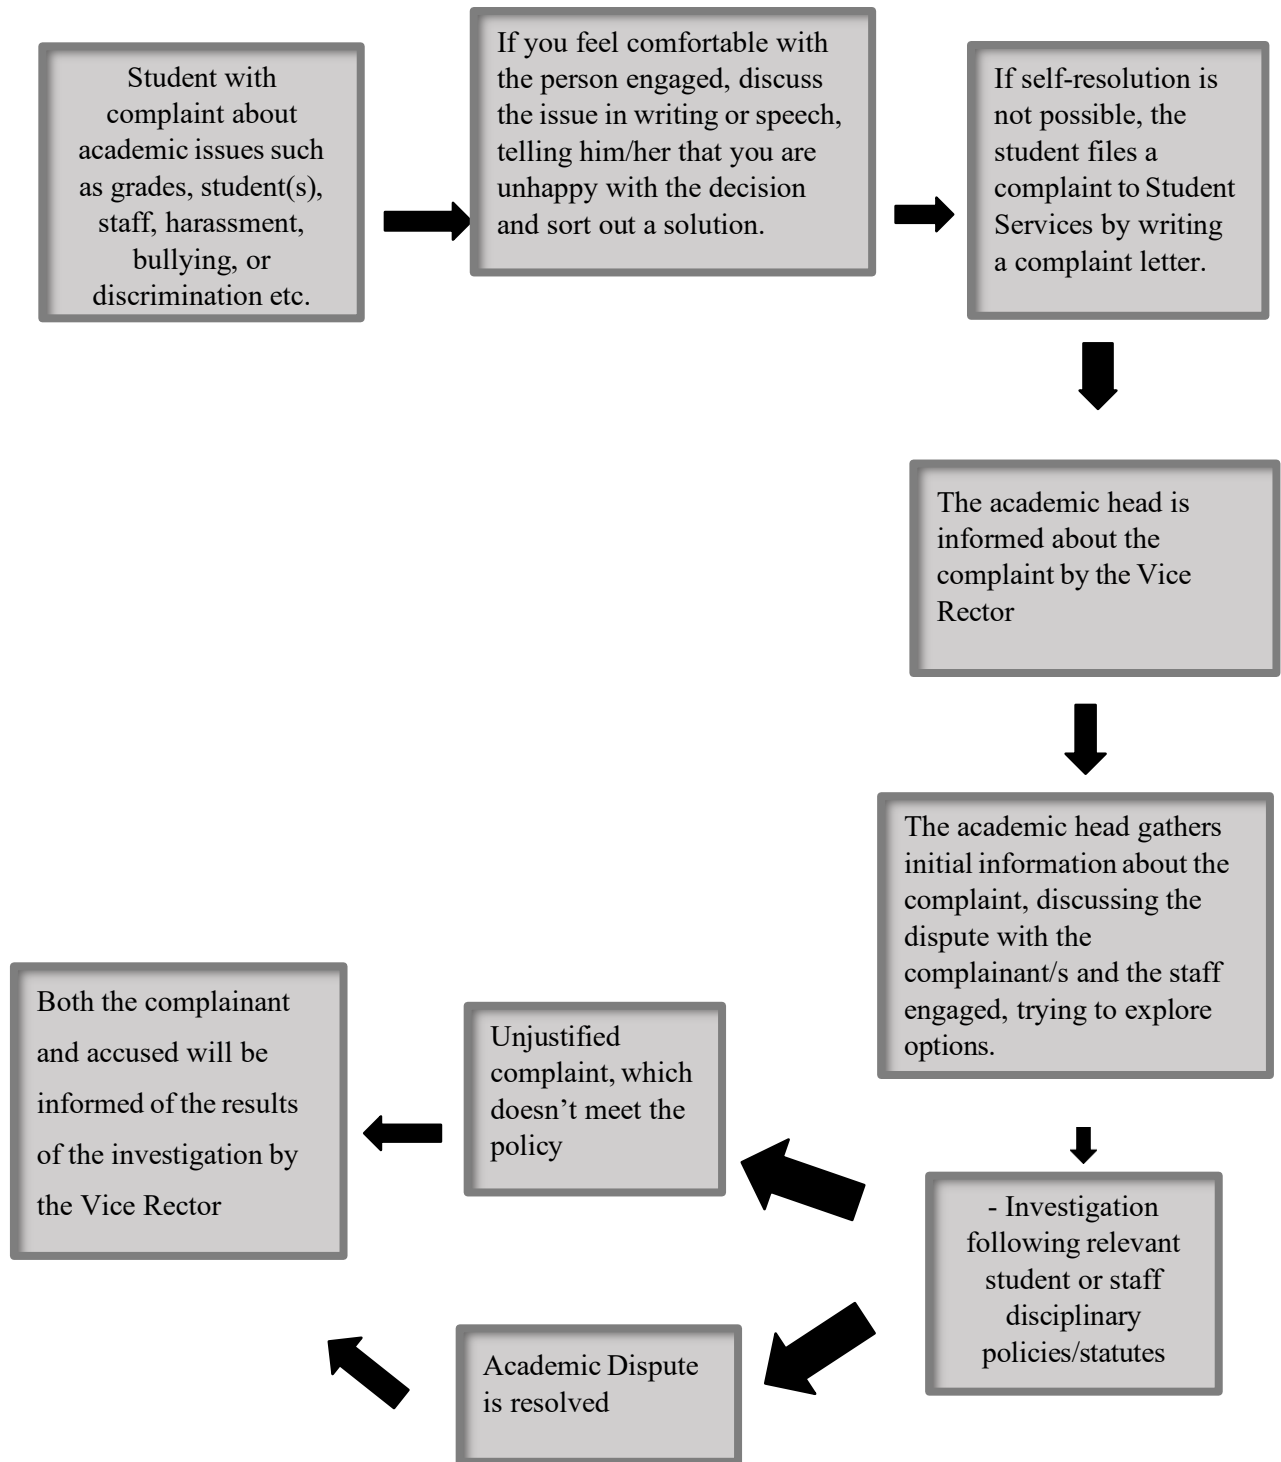 Student with
complaint about
academic issues such
as grades, student(s),
staff, harassment,
bullying, or
discrimination etc.
If you feel comfortable with
the person engaged, discuss
the issue in writing or speech,
telling him/her that you are
unhappy with the decision
and sort out a solution.
If self-resolution is
not possible, the
student files a
complaint to Student
Services by writing
a complaint letter.
The academic head is
informed about the
complaint by the Vice
Rector
The academic head gathers
initial information about the
complaint, discussing the
dispute with the
complainant/s and the staff
engaged, trying to explore
options.
- Investigation
following relevant
student or staff
disciplinary
policies/statutes
Unjustified
complaint, which
doesn’t meet the
policy
Academic Dispute
is resolved
Both the complainant
and accused will be
informed of the results
of the investigation by
the Vice Rector